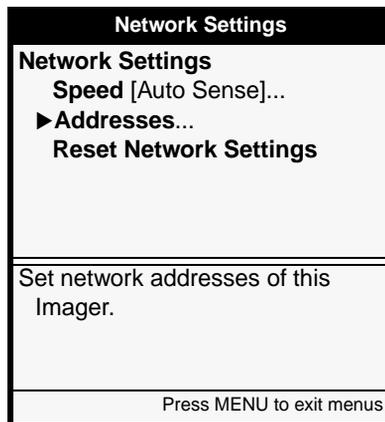 Network Settings
Network Settings
Speed [Auto Sense]...
▶Addresses...
Reset Network Settings
Set network addresses of this
Imager.
Press MENU to exit menus